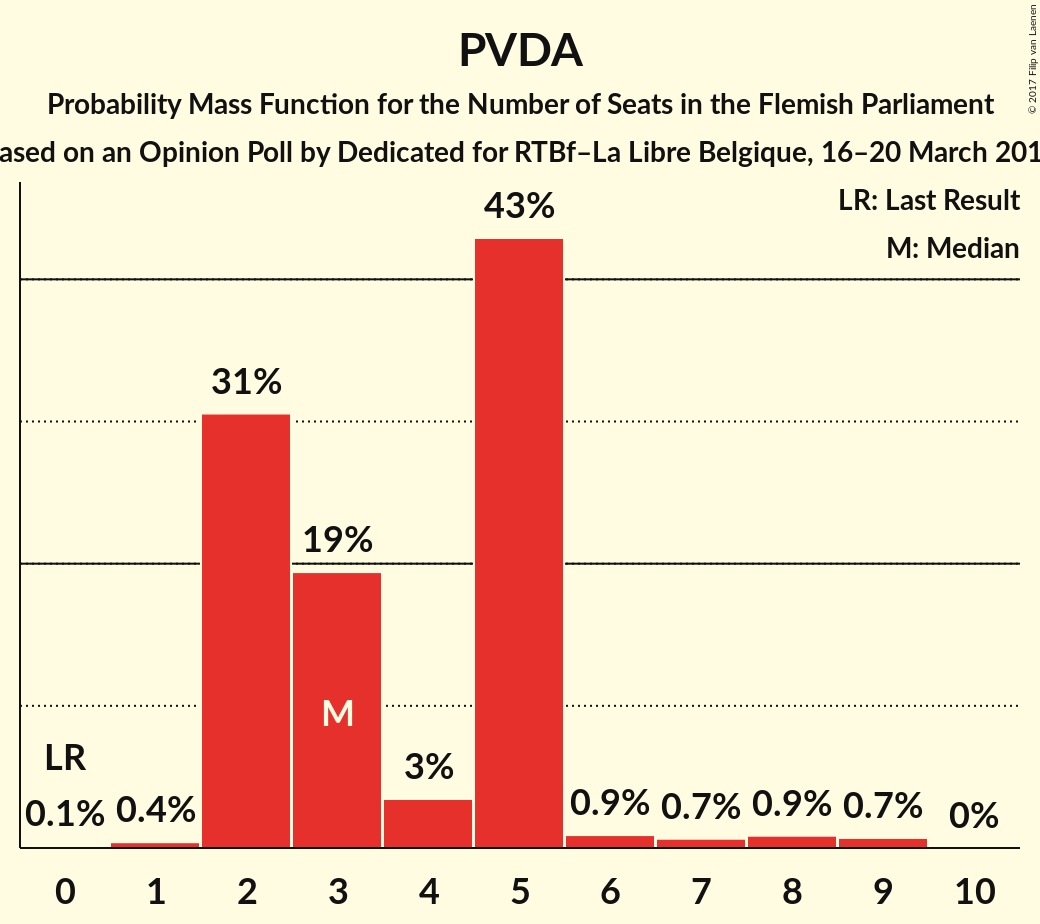 PVDA
Probability Mass Function for the Number of Seats in the Flemish Parliament
ased on an Opinion Poll by Dedicated for RTBf–La Libre Belgique, 16–20 March 201
LR: Last Result
M: Median
43%
31%
19%
M
LR
3%
0.1% 0.4% 0.9% 0.7% 0.9% 0.7% 0%
0 1 2 3 4 5 6 7 8 9 10
© 2017 Filip van Laenen